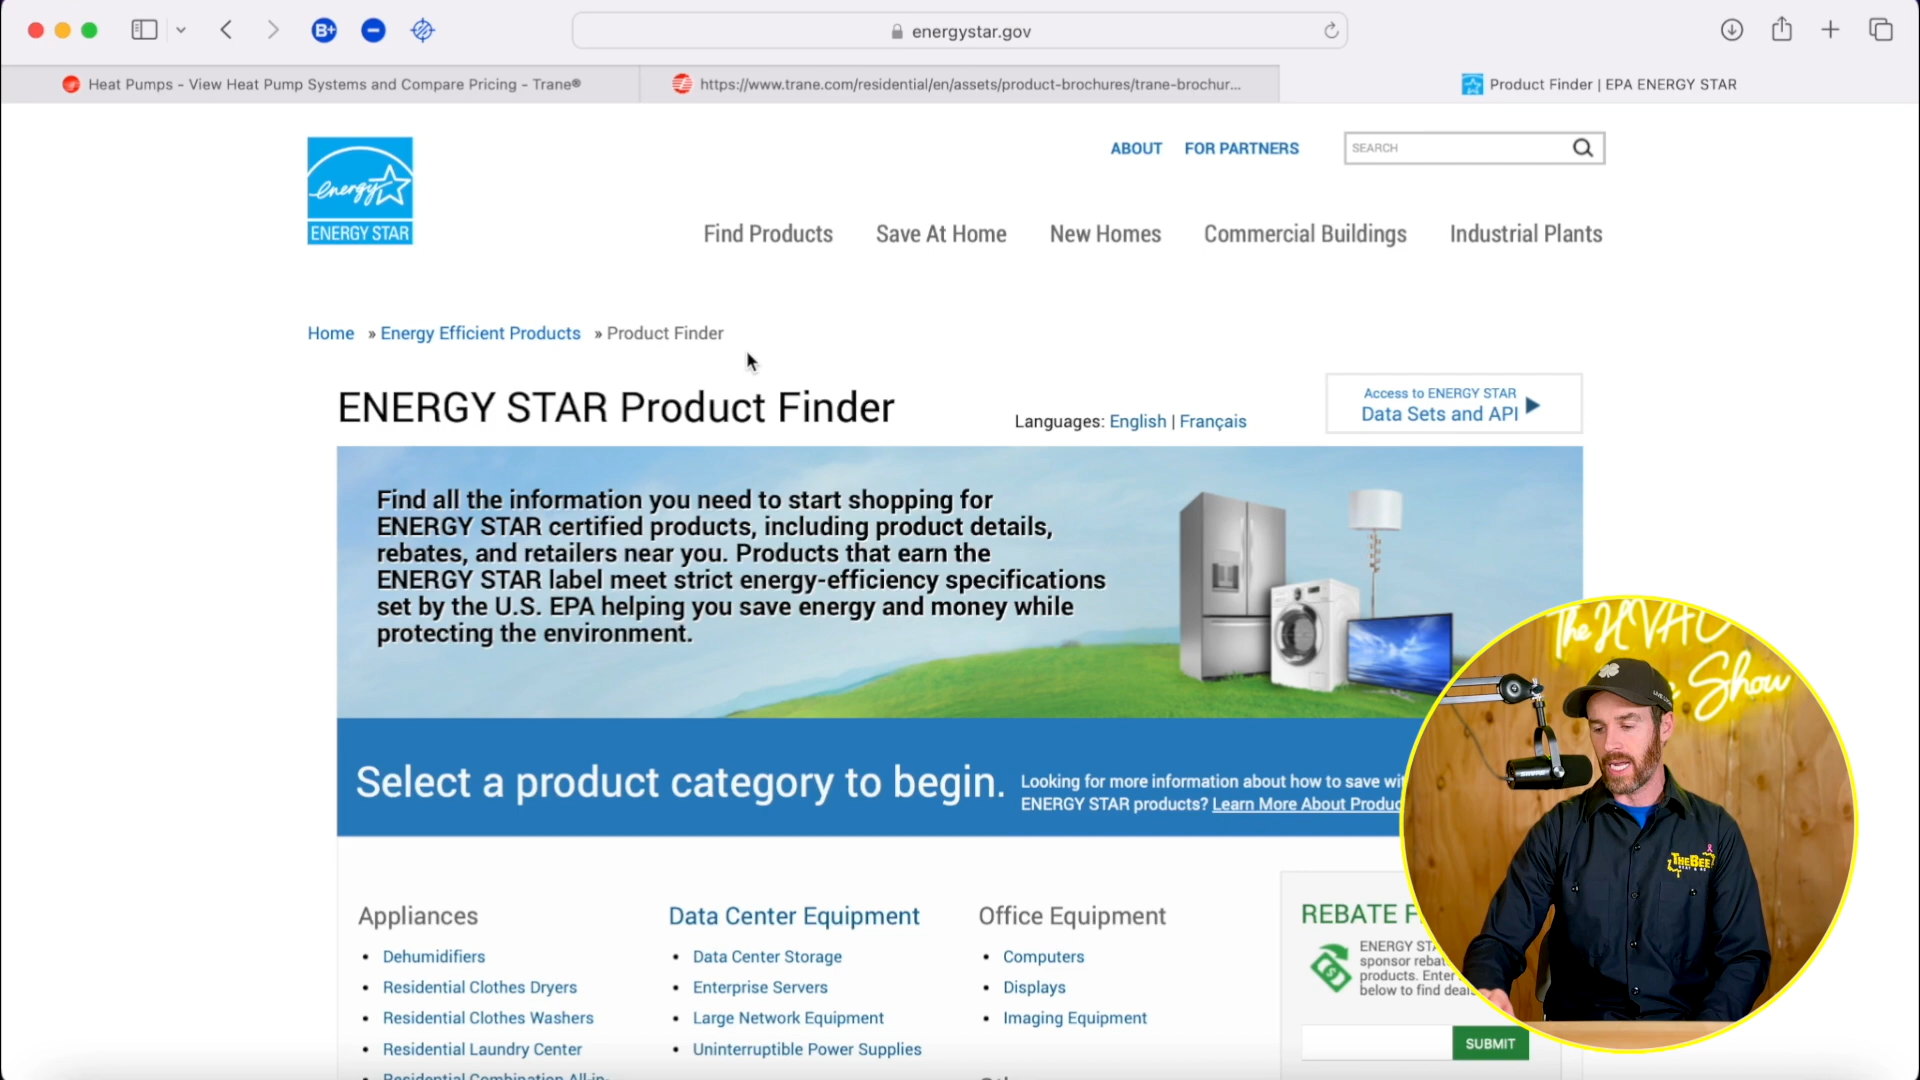 energystar.gov
Heat Pumps - View Heat Pump Systems and Compare Pricing - Trane®
https://www.trane.com/residential/en/assets/product-brochures/trane-brochur...
Product Finder | EPA ENERGY STAR
energy
ENERGY STAR
ABOUT
FOR PARTNERS
SEARCH
Find Products
Save At Home
New Homes
Commercial Buildings
Industrial Plants
Home » Energy Efficient Products » Product Finder
ENERGY STAR Product Finder
Languages: English | Français
Access to ENERGY STAR
Data Sets and API
Find all the information you need to start shopping for
ENERGY STAR certified products, including product details,
rebates, and retailers near you. Products that earn the
ENERGY STAR label meet strict energy-efficiency specifications
set by the U.S. EPA helping you save energy and money while
protecting the environment.
Select a product category to begin.
Looking for more information about how to save wi
ENERGY STAR products? Learn More About Produc
Appliances
Dehumidifiers
Residential Clothes Dryers
Residential Clothes Washers
Residential Laundry Center
Data Center Equipment
Data Center Storage
Enterprise Servers
Large Network Equipment
Uninterruptible Power Supplies
Office Equipment
Computers
Displays
Imaging Equipment
REBATE F
ENERGY STA
sponsor rebat
products. Enter
below to find deal
SUBMIT
The HVAC
Show
THEBEE